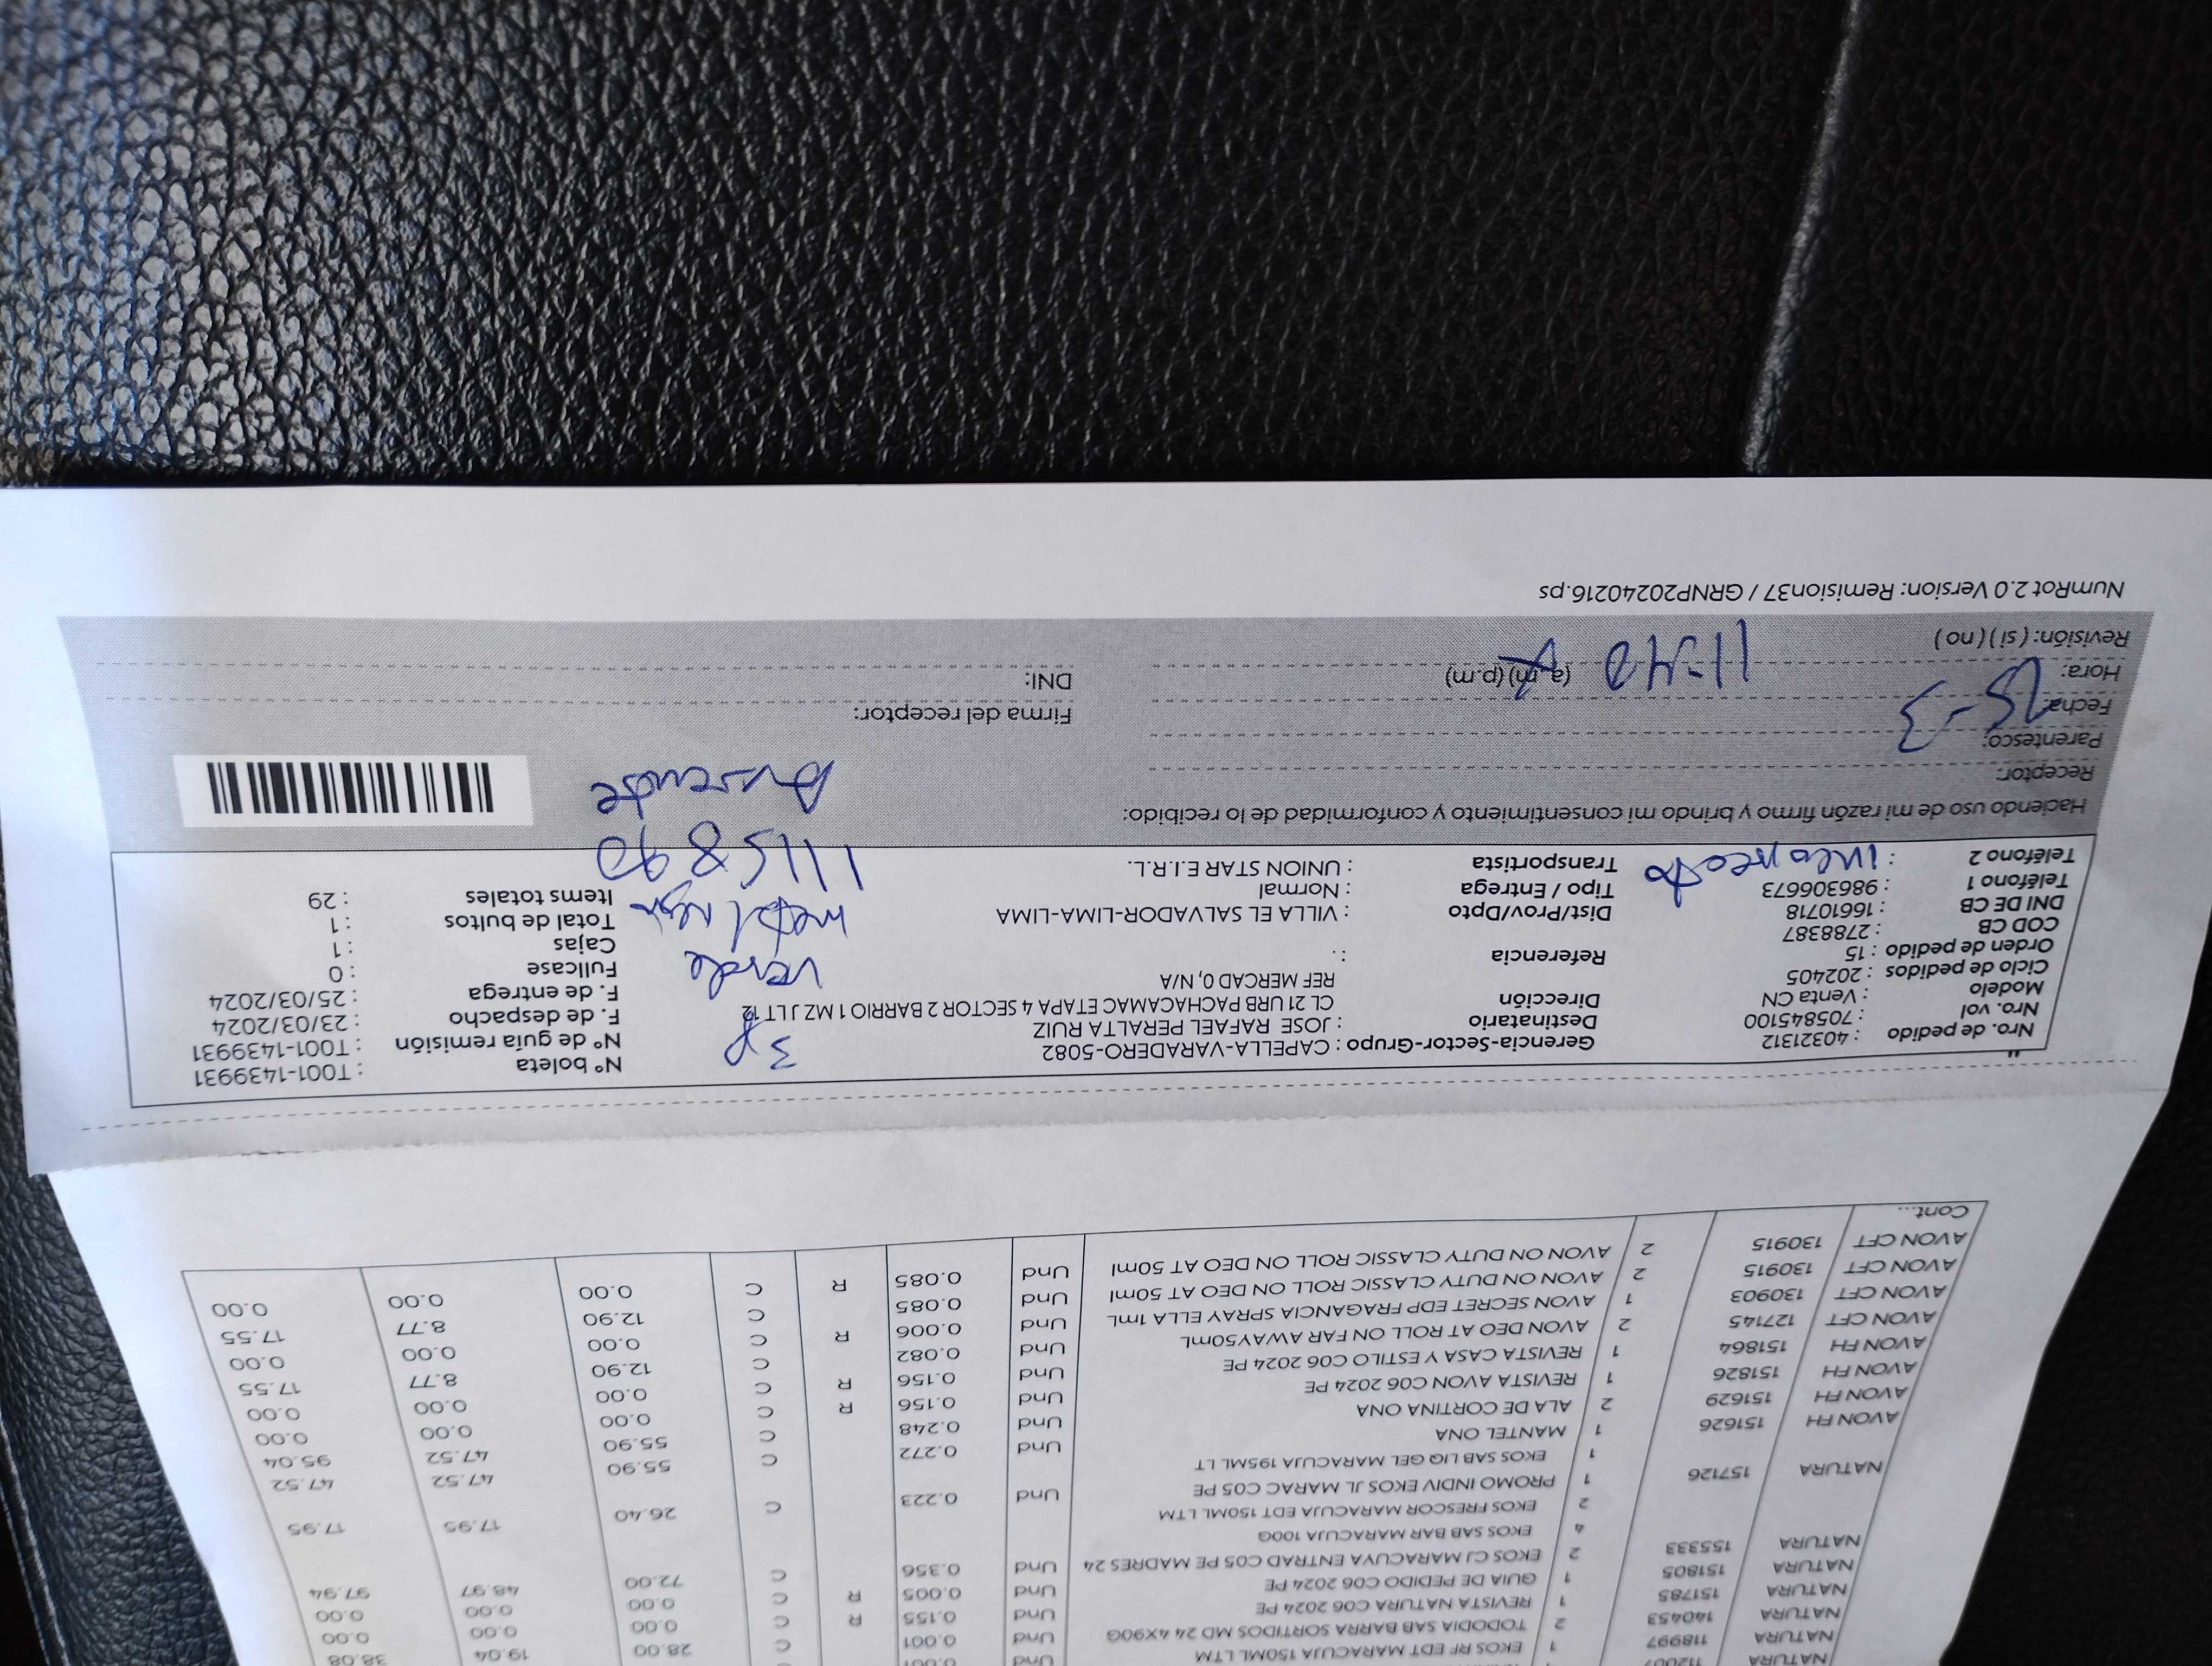 NATURA 118997 1 EKOS RF EDT MARACUJA 150ML LTM Und 0.001
NATURA 140453 2 TODODIA SAB BARRA SORTIDOS MD 24 4X90G Und 0.001 C 28.00 19.04 38.08
NATURA 151785 1 REVISTA NATURA C06 2024 PE Und 0.155 R C 0.00 0.00 0.00
NATURA 151805 1 GUIA DE PEDIDO C06 2024 PE Und 0.005 R C 0.00 0.00 0.00
NATURA 155333 2 EKOS CJ MARACUYA ENTRAD C05 PE MADRES 24 Und 0.356 C 72.00 48.97 97.94
4 EKOS SAB BAR MARACUJA 100G
2 EKOS FRESCOR MARACUJA EDT 150ML LTM
NATURA 157126 1 PROMO INDIV EKOS JL MARAC C05 PE Und 0.223 C 26.40 17.95 17.95
1 EKOS SAB LIQ GEL MARACUJA 195ML LT
AVON FH 151626 1 MANTEL ONA Und 0.272 C 55.90 47.52 47.52
AVON FH 151629 2 ALA DE CORTINA ONA Und 0.248 C 55.90 47.52 95.04
AVON FH 151826 1 REVISTA AVON C06 2024 PE Und 0.156 R C 0.00 0.00 0.00
AVON FH 151864 1 REVISTA CASA Y ESTILO C06 2024 PE Und 0.156 R C 0.00 0.00 0.00
AVON CFT 127145 2 AVON DEO AT ROLL ON FAR AWAY50mL Und 0.082 C 12.90 8.77 17.55
AVON CFT 130903 1 AVON SECRET EDP FRAGANCIA SPRAY ELLA 1mL Und 0.006 R C 0.00 0.00 0.00
AVON CFT 130915 2 AVON ON DUTY CLASSIC ROLL ON DEO AT 50ml Und 0.085 C 12.90 8.77 17.55
AVON CFT 130915 2 AVON ON DUTY CLASSIC ROLL ON DEO AT 50ml Und 0.085 R C 0.00 0.00 0.00
Cont...
Nro. de pedido : 40321312
Nro. vol : 705845100
Modelo : Venta CN
Ciclo de pedidos : 202405
Orden de pedido : 15
COD CB : 2788387
DNI DE CB : 16610718
Teléfono 1 : 986306673
Teléfono 2 : incorrecto
Gerencia-Sector-Grupo : CAPELLA-VARADERO-5082
Destinatario : JOSE RAFAEL PERALTA RUIZ
Dirección CL 21 URB PACHACAMAC ETAPA 4 SECTOR 2 BARRIO 1 MZ J LT 12
REF MERCAD 0, N/A
Referencia : .
Dist/Prov/Dpto : VILLA EL SALVADOR-LIMA-LIMA
Tipo / Entrega : Normal
Transportista : UNION STAR E.I.R.L.
3P
verde
metal negr
1115890
Ausente
N° boleta : T001-1439931
N° de guía remisión : T001-1439931
F. de despacho : 23/03/2024
F. de entrega : 25/03/2024
Fullcase : 0
Cajas : 1
Total de bultos : 1
Items totales : 29
Haciendo uso de mi razón firmo y brindo mi consentimiento y conformidad de lo recibido:
Receptor:
Parentesco:
Fecha: 25-3
Hora: 11:40 (a.m) (p.m)
Revisión: (si) (no)
Firma del receptor:
DNI:
NumRot 2.0 Version: Remision37 / GRNP20240216.ps